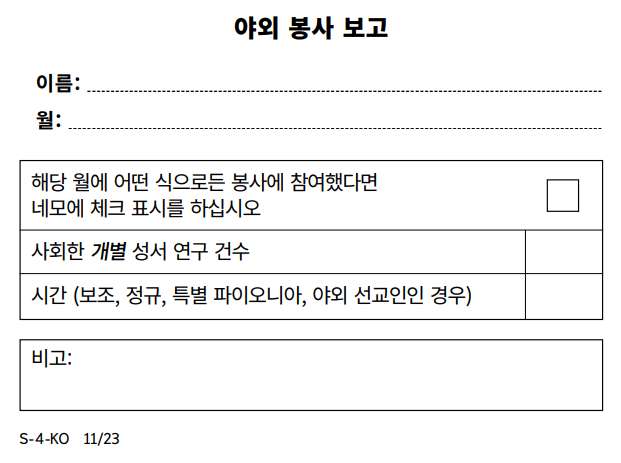 야외 봉사 보고
이름:
월:
해당 월에 어떤 식으로든 봉사에 참여했다면
네모에 체크 표시를 하십시오
사회한 개별 성서 연구 건수
시간 (보조, 정규, 특별 파이오니아, 야외 선교인인 경우)
비고:
S-4-KO 11/23